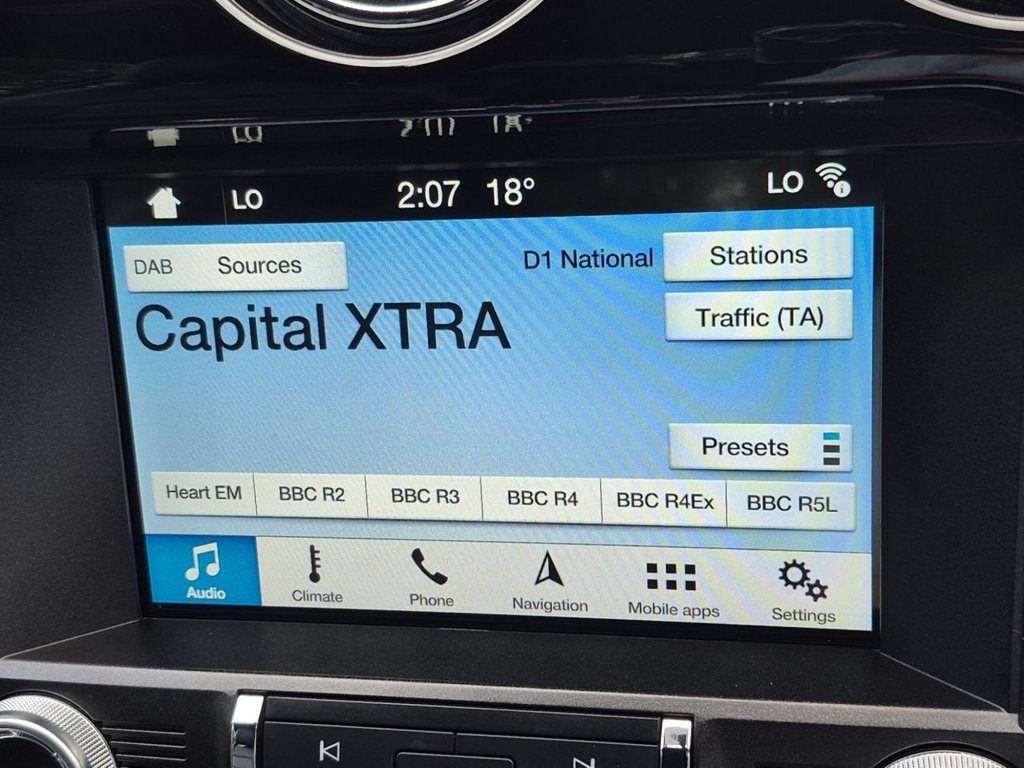 LO 2:07 18° LO
DAB Sources D1 National Stations
Capital XTRA Traffic (TA)
Presets
Heart EM BBC R2 BBC R3 BBC R4 BBC R4Ex BBC R5L
Audio Climate Phone Navigation Mobile apps Settings